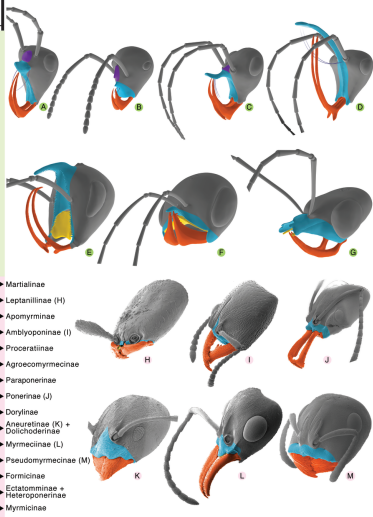 A
B
C
D
E
F
G
Martialinae
Leptanillinae (H)
Apomyrminae
Amblyoponinae (I)
Proceratiinae
Agroecomyrmecinae
Paraponerinae
Ponerinae (J)
Dorylinae
Aneuretinae (K) +
Dolichoderinae
Myrmeciinae (L)
Pseudomyrmecinae (M)
Formicinae
Ectatomminae +
Heteroponerinae
Myrmicinae
H
I
J
K
L
M